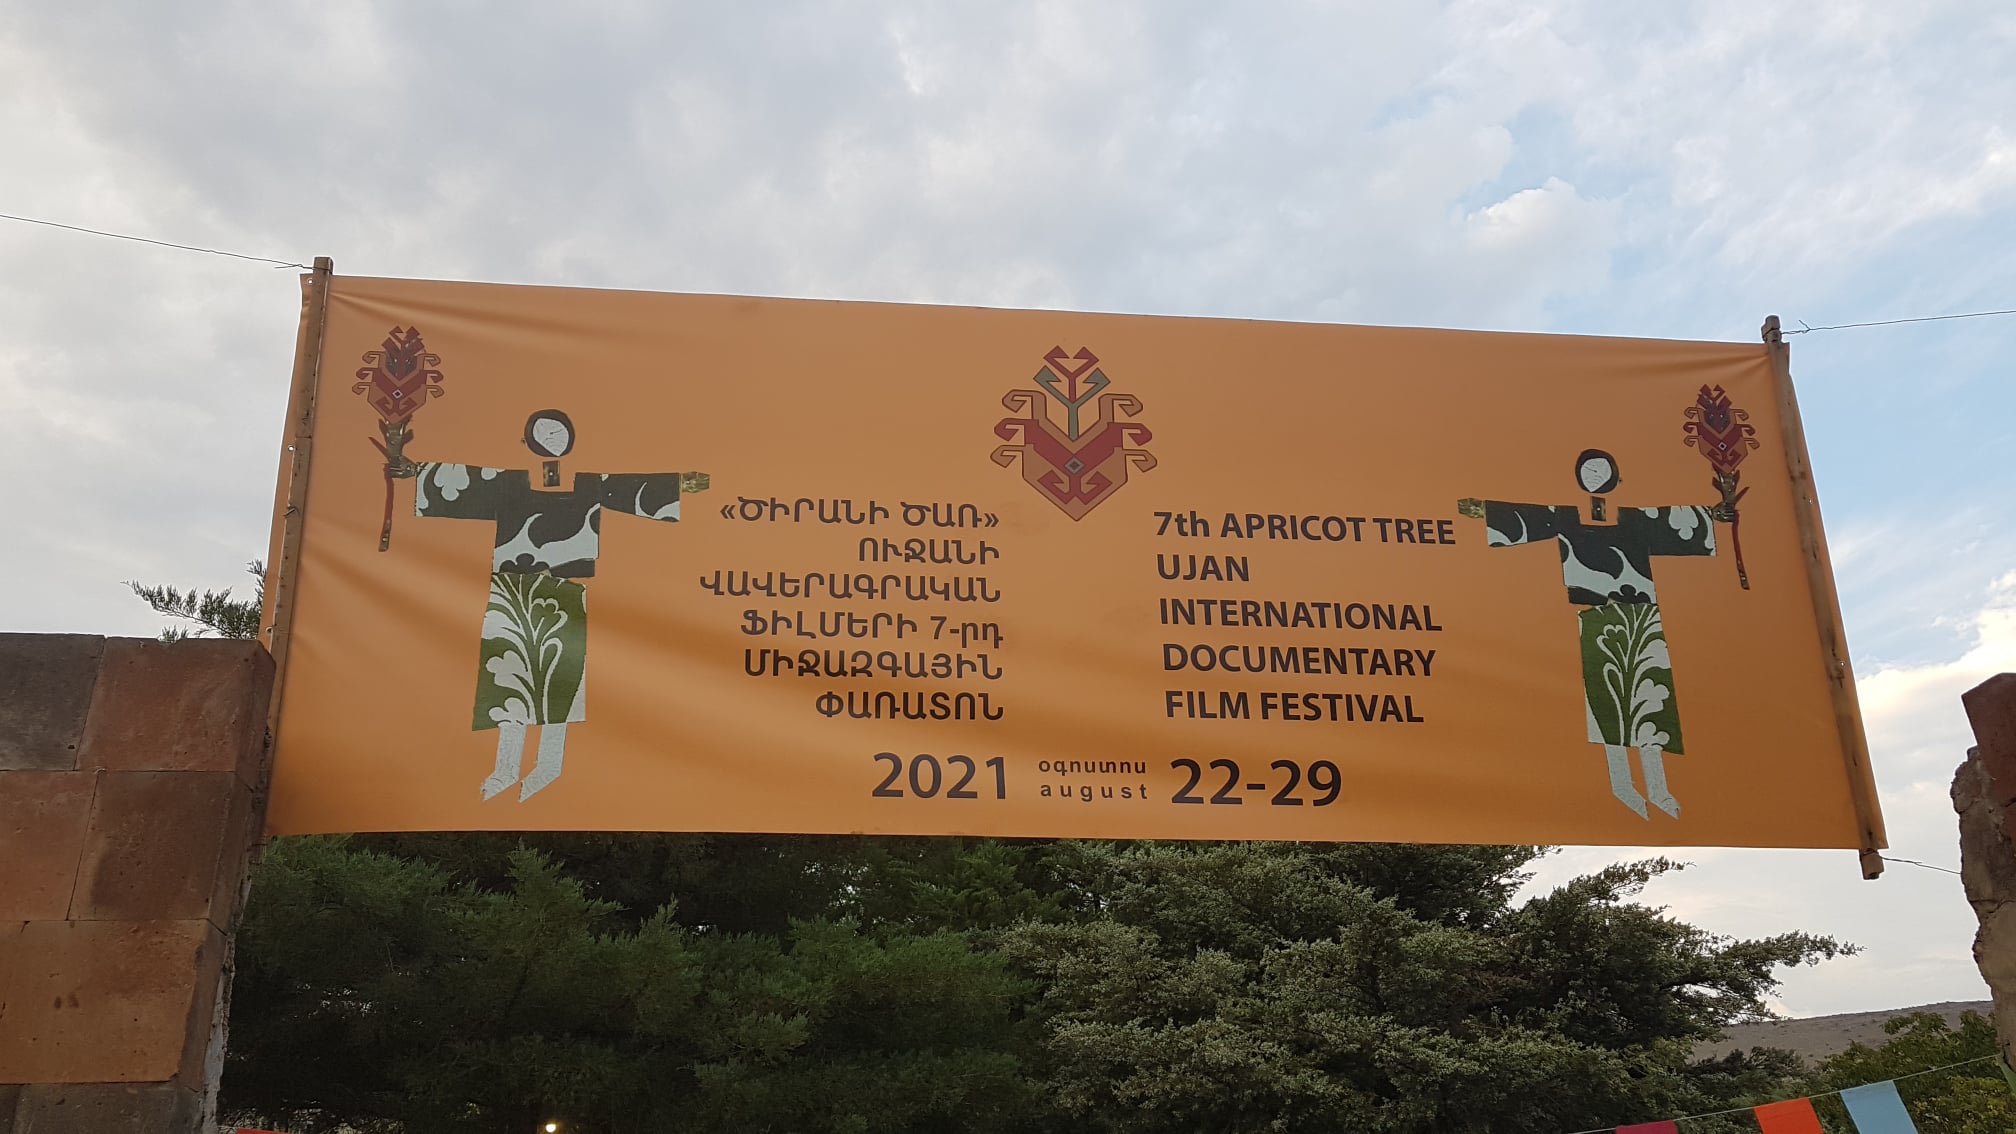 «ԾԻՐԱՆԻ ԾԱՌ»
ՈՒՋԱՆԻ
ՎԱՎԵՐԱԳՐԱԿԱՆ
ՖԻԼՄԵՐԻ 7-րդ
ՄԻՋԱԶԳԱՅԻՆ
ՓԱՌԱՏՈՆ
7th APRICOT TREE
UJAN
INTERNATIONAL
DOCUMENTARY
FILM FESTIVAL
2021 օգոստոս 22-29
august